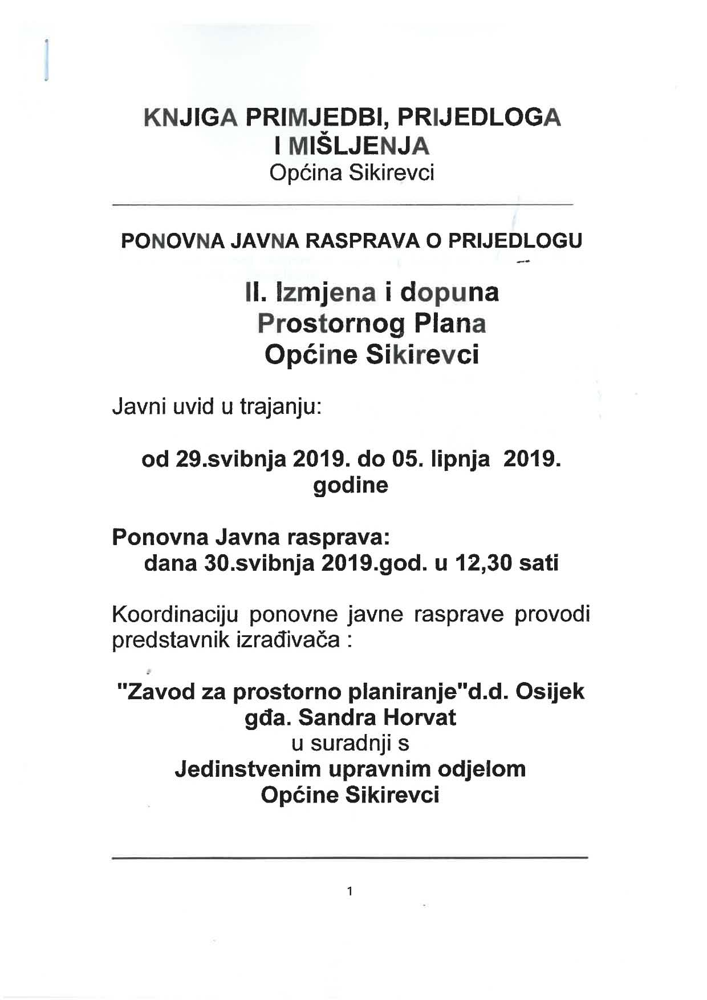 KNJIGA PRIMJEDBI, PRIJEDLOGA
I MIŠLJENJA
Općina Sikirevci
PONOVNA JAVNA RASPRAVA O PRIJEDLOGU
II. Izmjena i dopuna
Prostornog Plana
Općine Sikirevci
Javni uvid u trajanju:
od 29.svibnja 2019. do 05. lipnja 2019.
godine
Ponovna Javna rasprava:
dana 30.svibnja 2019.god. u 12,30 sati
Koordinaciju ponovne javne rasprave provodi
predstavnik izrađivača :
"Zavod za prostorno planiranje"d.d. Osijek
gđa. Sandra Horvat
u suradnji s
Jedinstvenim upravnim odjelom
Općine Sikirevci
1